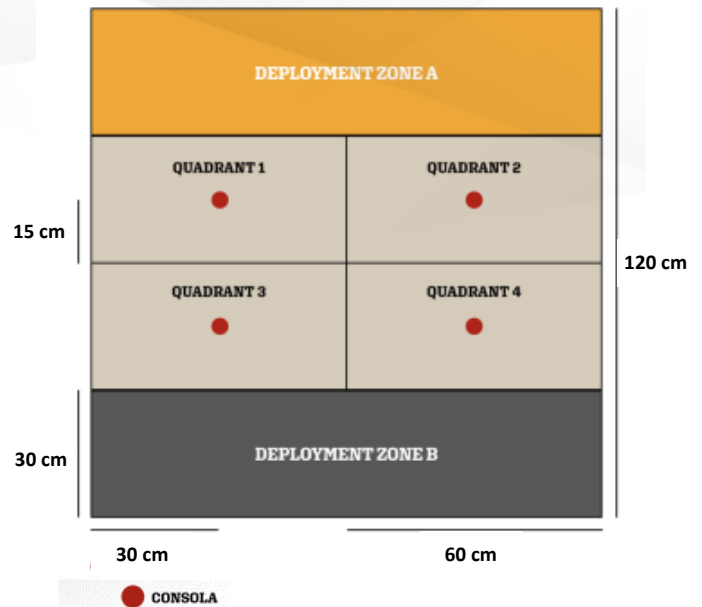 DEPLOYMENT ZONE A
QUADRANT 1
QUADRANT 2
15 cm
120 cm
QUADRANT 3
QUADRANT 4
30 cm
DEPLOYMENT ZONE B
30 cm
60 cm
CONSOLA